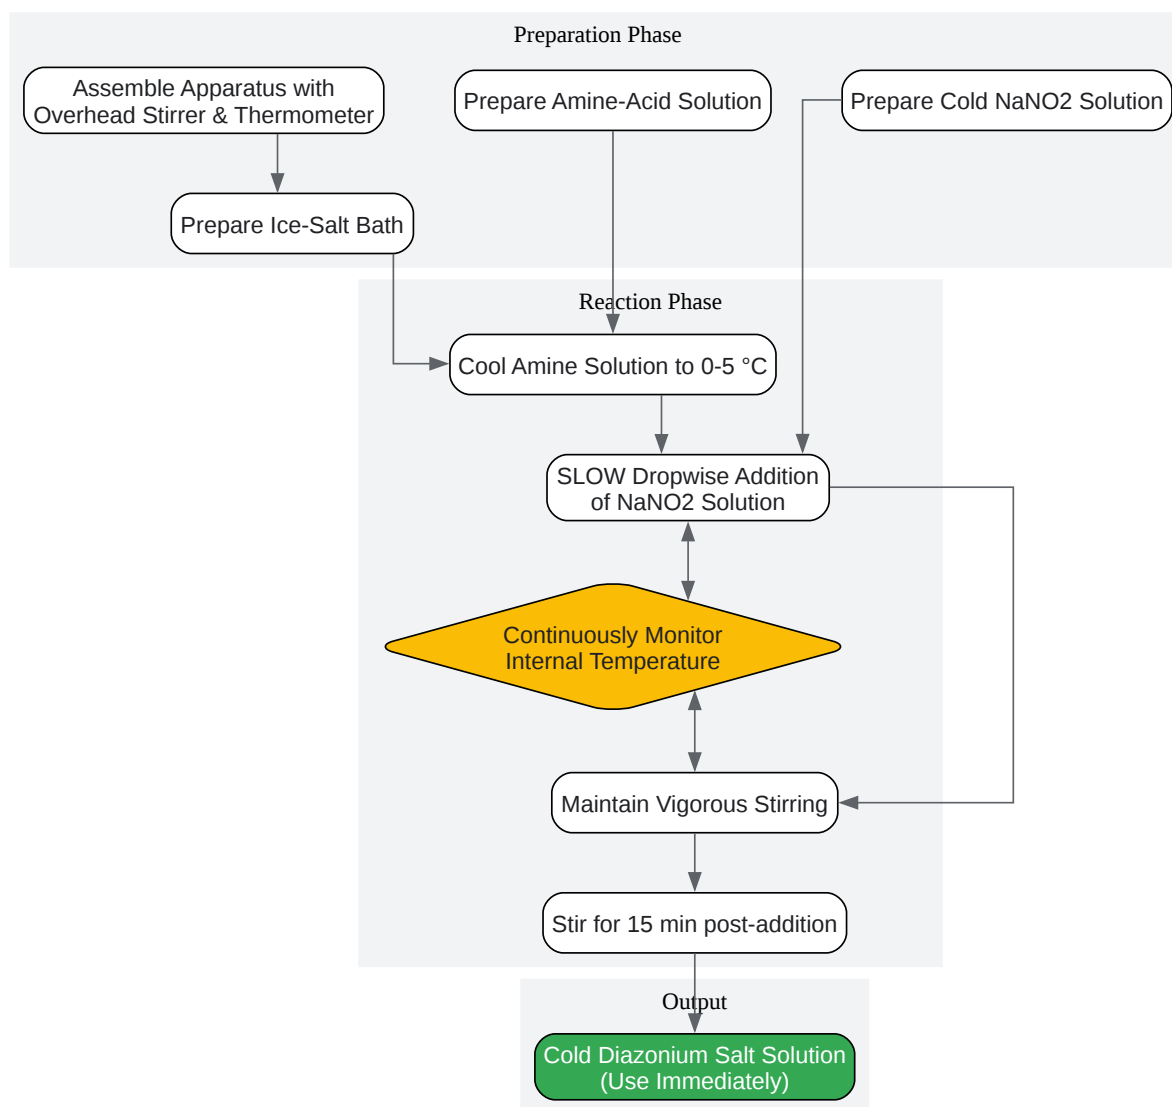 Preparation Phase
Assemble Apparatus with
Overhead Stirrer & Thermometer
Prepare Amine-Acid Solution
Prepare Cold NaNO2 Solution
Prepare Ice-Salt Bath
Reaction Phase
Cool Amine Solution to 0-5 °C
SLOW Dropwise Addition
of NaNO2 Solution
Continuously Monitor
Internal Temperature
Maintain Vigorous Stirring
Stir for 15 min post-addition
Output
Cold Diazonium Salt Solution
(Use Immediately)